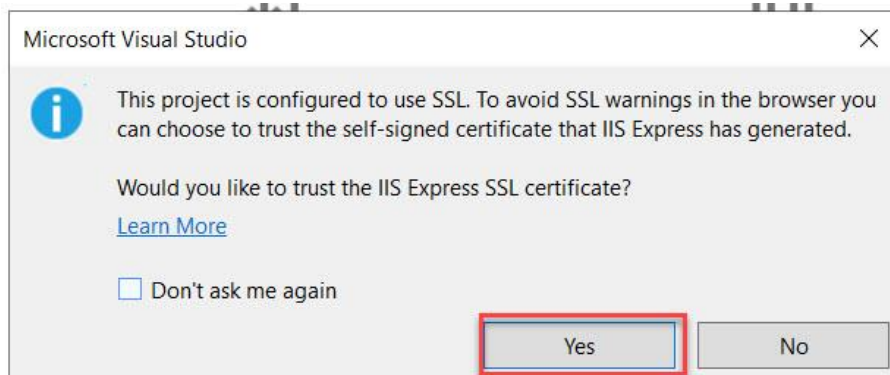 Microsoft Visual Studio
This project is configured to use SSL. To avoid SSL warnings in the browser you
can choose to trust the self-signed certificate that IIS Express has generated.
Would you like to trust the IIS Express SSL certificate?
Learn More
Don't ask me again
Yes
No